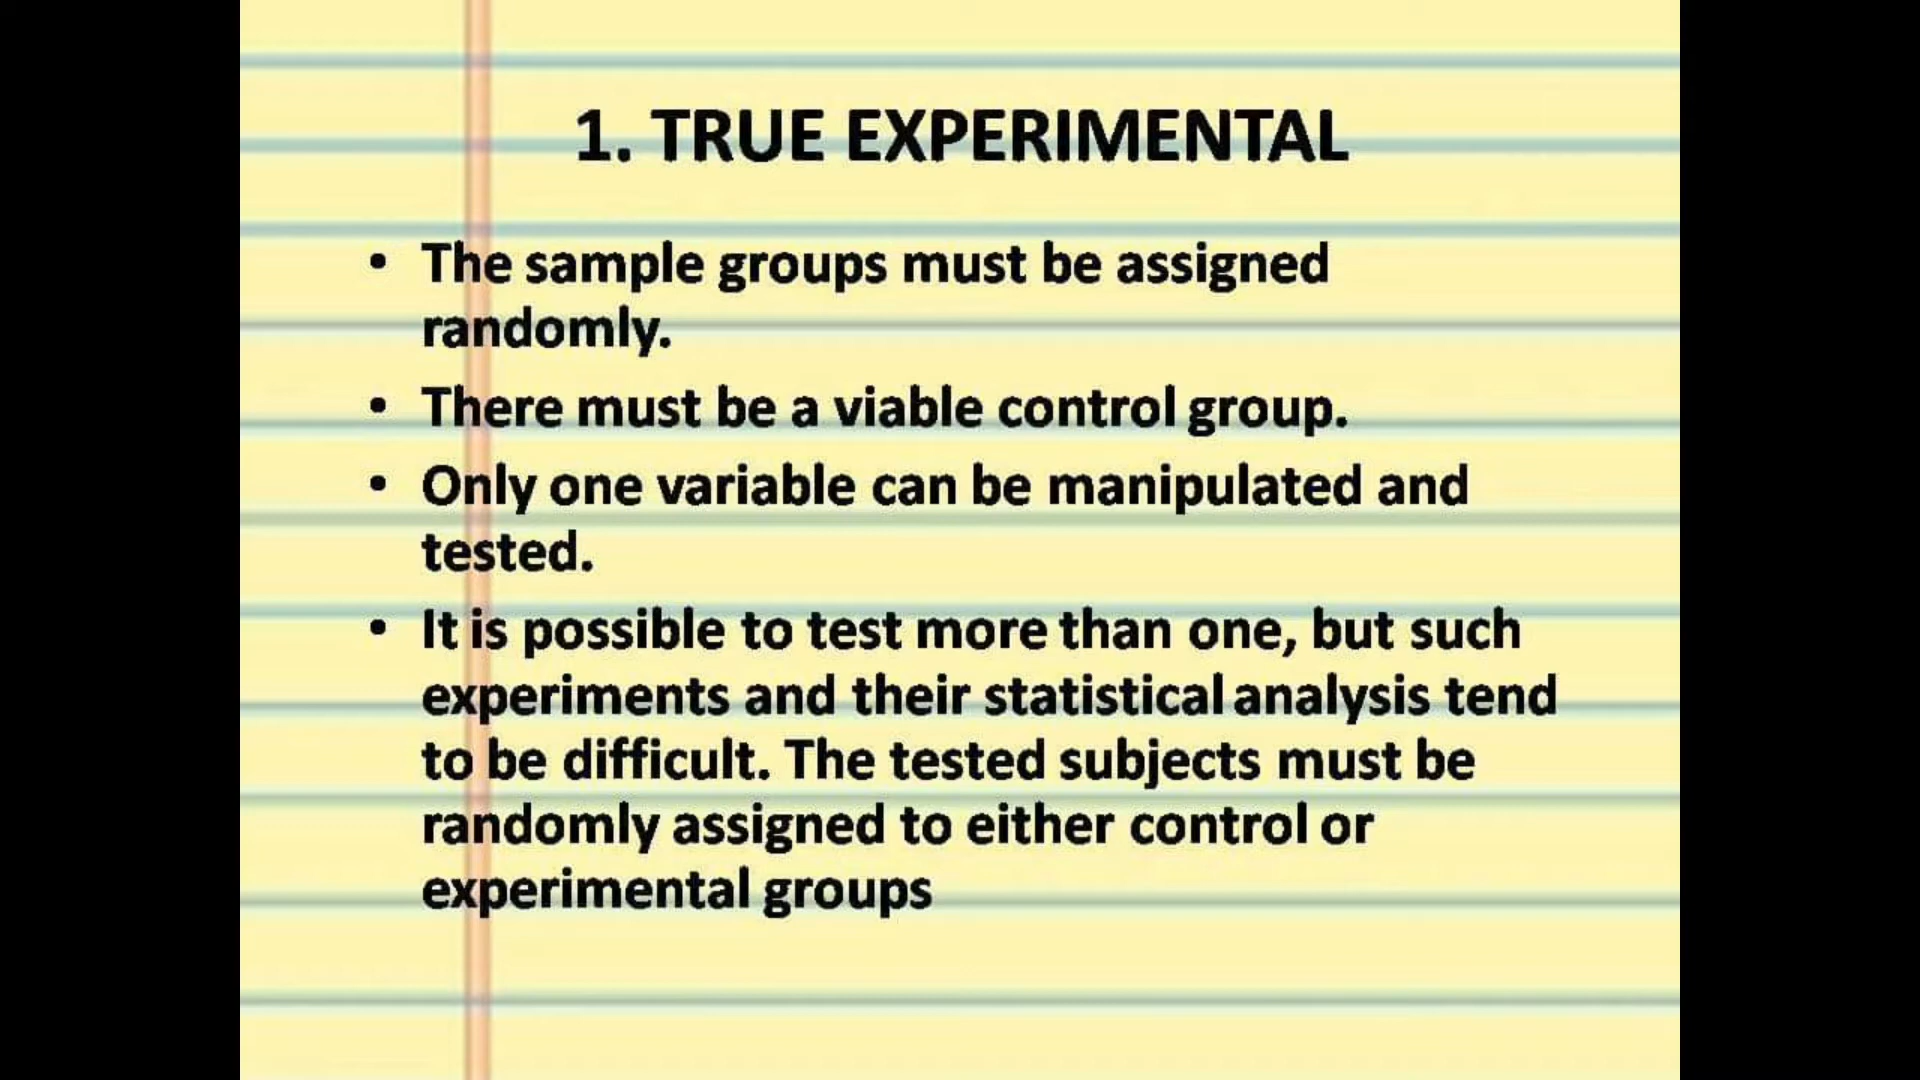 1. TRUE EXPERIMENTAL
• The sample groups must be assigned
randomly.
• There must be a viable control group.
• Only one variable can be manipulated and
tested.
• It is possible to test more than one, but such
experiments and their statistical analysis tend
to be difficult. The tested subjects must be
randomly assigned to either control or
experimental groups